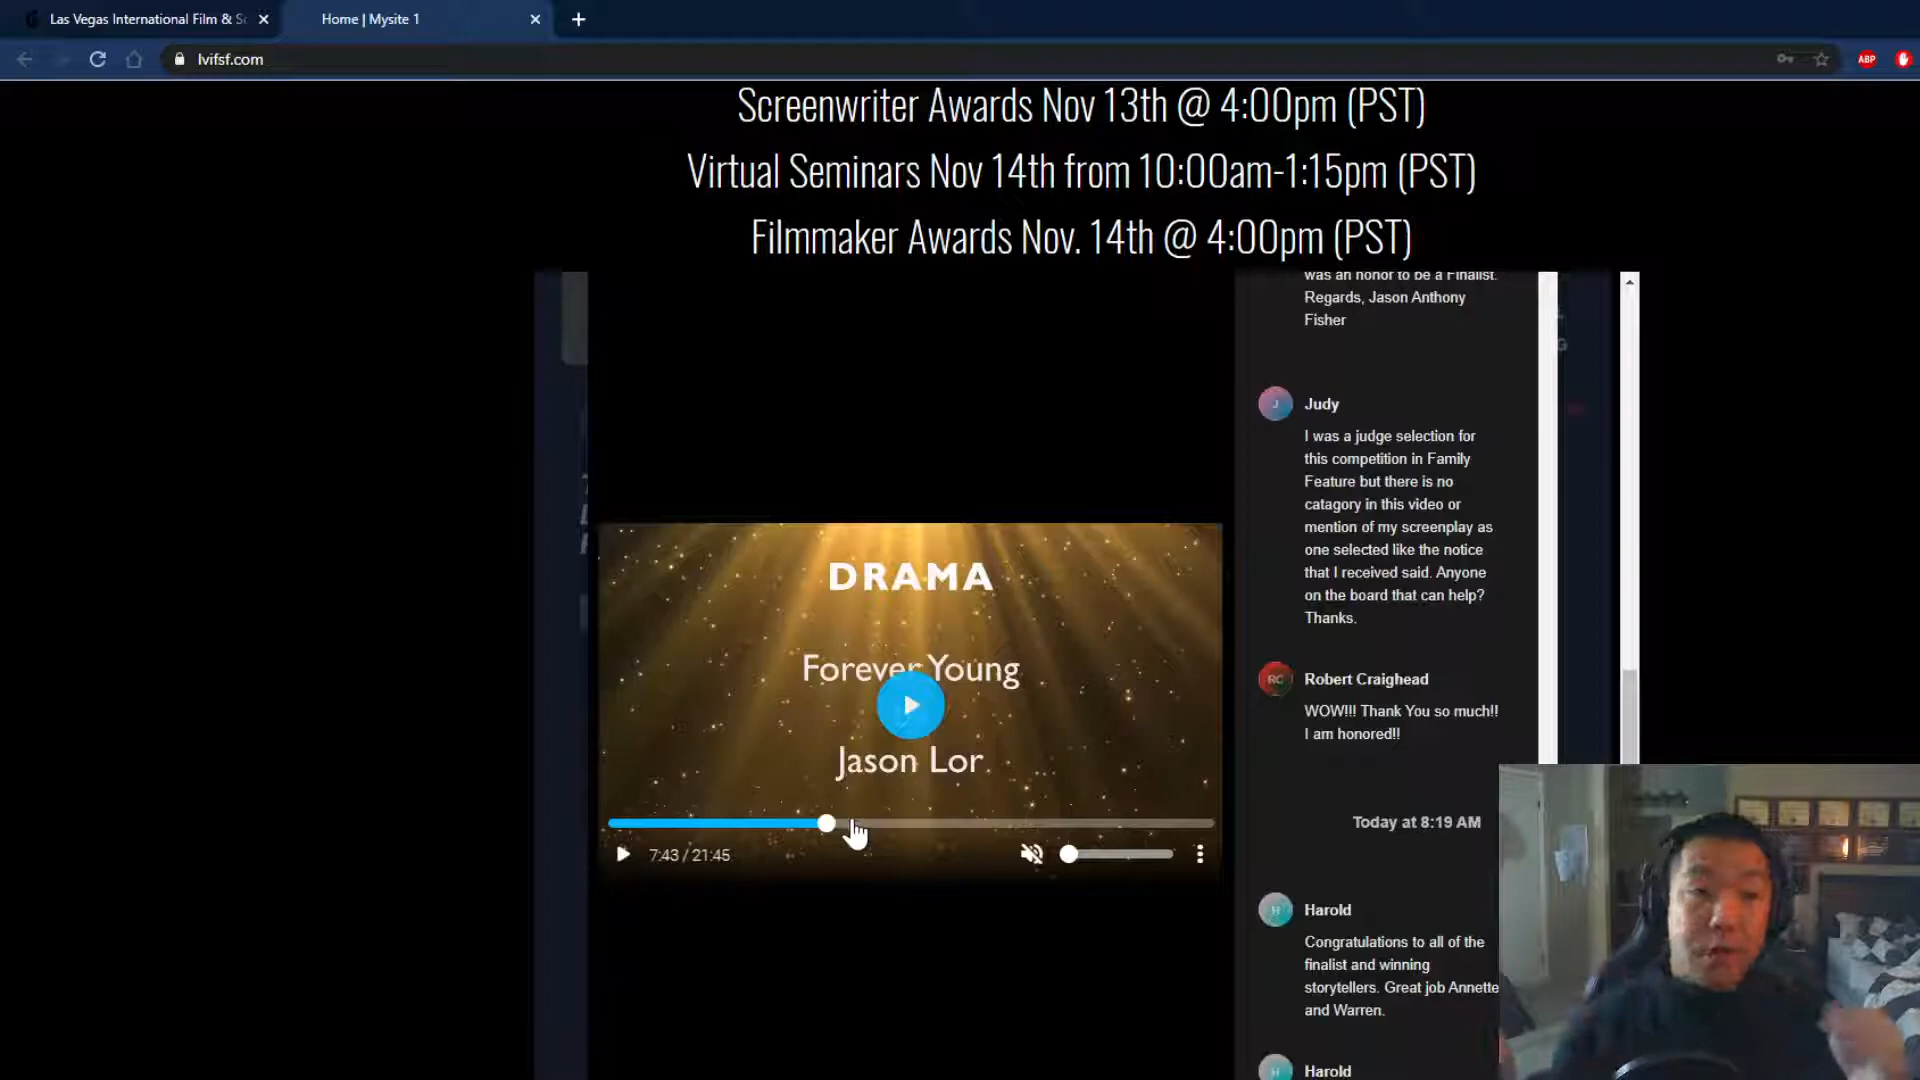 Las Vegas International Film & Sc
Home | Mysite 1
lvifsf.com
ABP
Screenwriter Awards Nov 13th @ 4:00pm (PST)
Virtual Seminars Nov 14th from 10:00am-1:15pm (PST)
Filmmaker Awards Nov. 14th @ 4:00pm (PST)
was an honor to be a Finalist.
Regards, Jason Anthony
Fisher
J
Judy
I was a judge selection for
this competition in Family
Feature but there is no
catagory in this video or
mention of my screenplay as
one selected like the notice
that I received said. Anyone
on the board that can help?
Thanks.
DRAMA
Forever Young
Jason Lor
7:43 / 21:45
RC
Robert Craighead
WOW!!! Thank You so much!!
I am honored!!
Today at 8:19 AM
H
Harold
Congratulations to all of the
finalist and winning
storytellers. Great job Annette
and Warren.
Harold